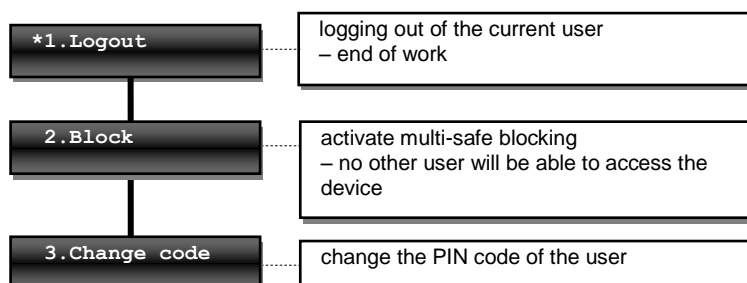 *1.Logout
logging out of the current user
– end of work
2.Block
activate multi-safe blocking
– no other user will be able to access the
device
3.Change code
change the PIN code of the user